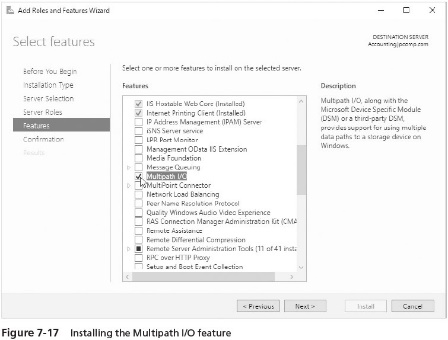 Add Roles and Features Wizard
Select features
DESTINATION SERVER
Accounting.jpcomp.com
Before You Begin
Installation Type
Server Selection
Server Roles
Features
Confirmation
Results
Select one or more features to install on the selected server.
Features
IIS Hostable Web Core (Installed)
Internet Printing Client (Installed)
IP Address Management (IPAM) Server
iSNS Server service
LPR Port Monitor
Management OData IIS Extension
Media Foundation
Message Queuing
Multipath I/O
MultiPoint Connector
Network Load Balancing
Peer Name Resolution Protocol
Quality Windows Audio Video Experience
RAS Connection Manager Administration Kit (CMA
Remote Assistance
Remote Differential Compression
Remote Server Administration Tools (11 of 41 insta
RPC over HTTP Proxy
Setup and Boot Event Collection
Description
Multipath I/O, along with the
Microsoft Device Specific Module
(DSM) or a third-party DSM,
provides support for using multiple
data paths to a storage device on
Windows.
< Previous
Next >
Install
Cancel
Figure 7-17 Installing the Multipath I/O feature